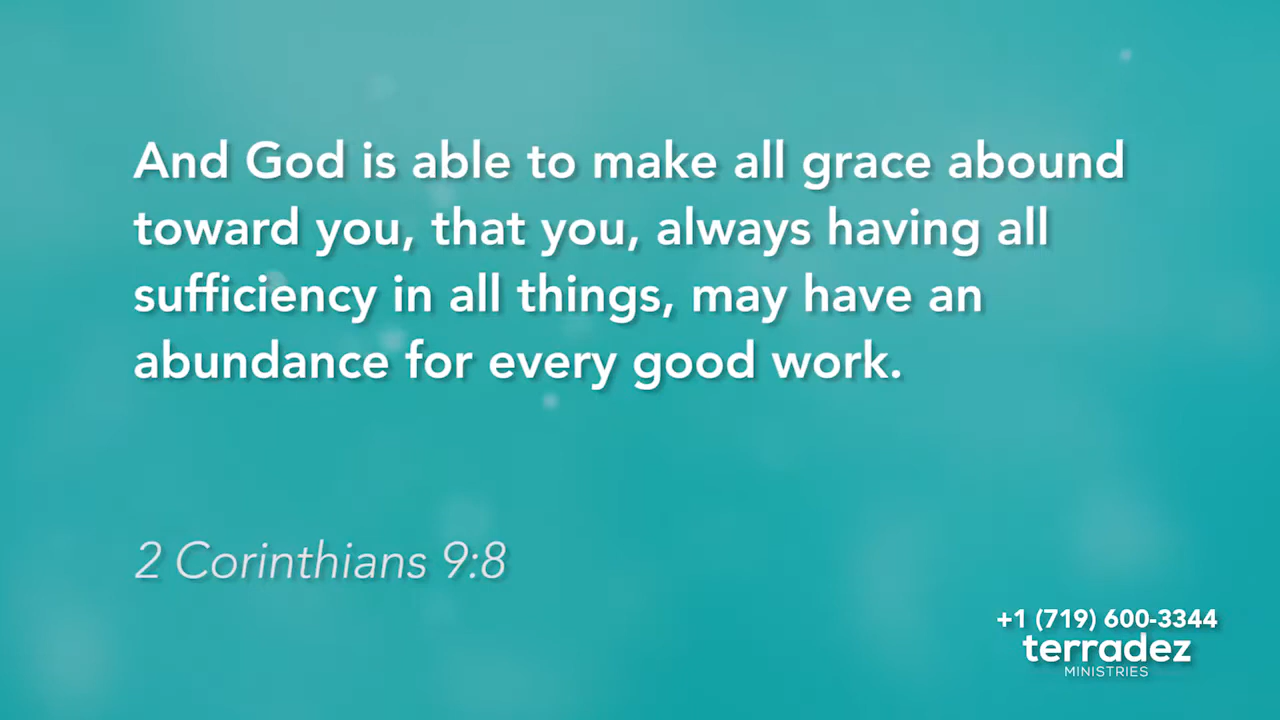 And God is able to make all grace abound
toward you, that you, always having all
sufficiency in all things, may have an
abundance for every good work.
2 Corinthians 9:8
+1 (719) 600-3344
terradez
MINISTRIES